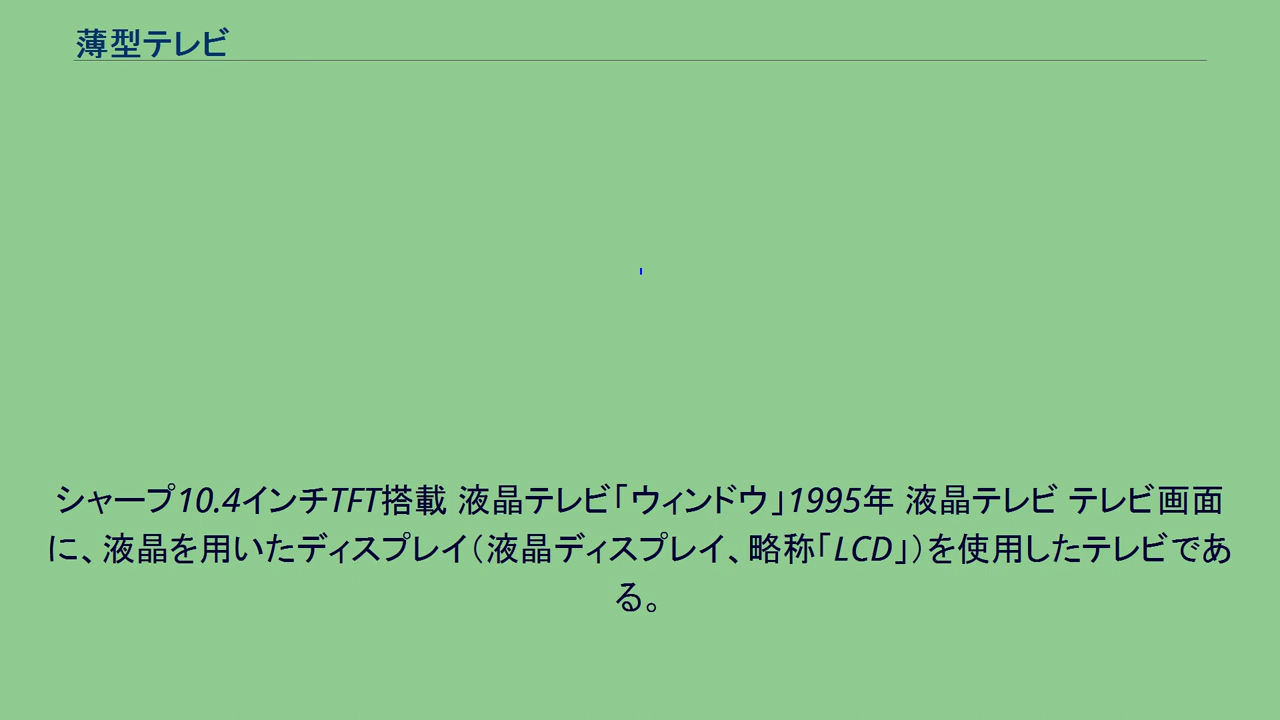 薄型テレビ
シャープ10.4インチTFT搭載 液晶テレビ｢ウィンドウ｣1995年 液晶テレビ テレビ画面
に、液晶を用いたディスプレイ（液晶ディスプレイ、略称｢LCD｣）を使用したテレビであ
る。